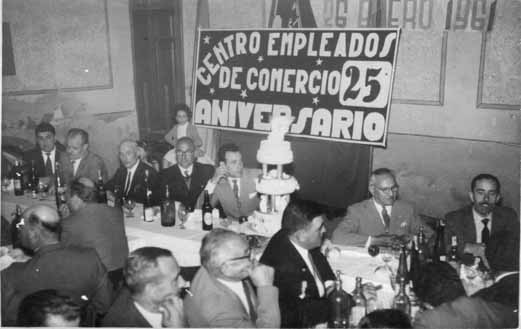 26 ENERO 1961
CENTRO EMPLEADOS
DE COMERCIO 25
ANIVERSARIO